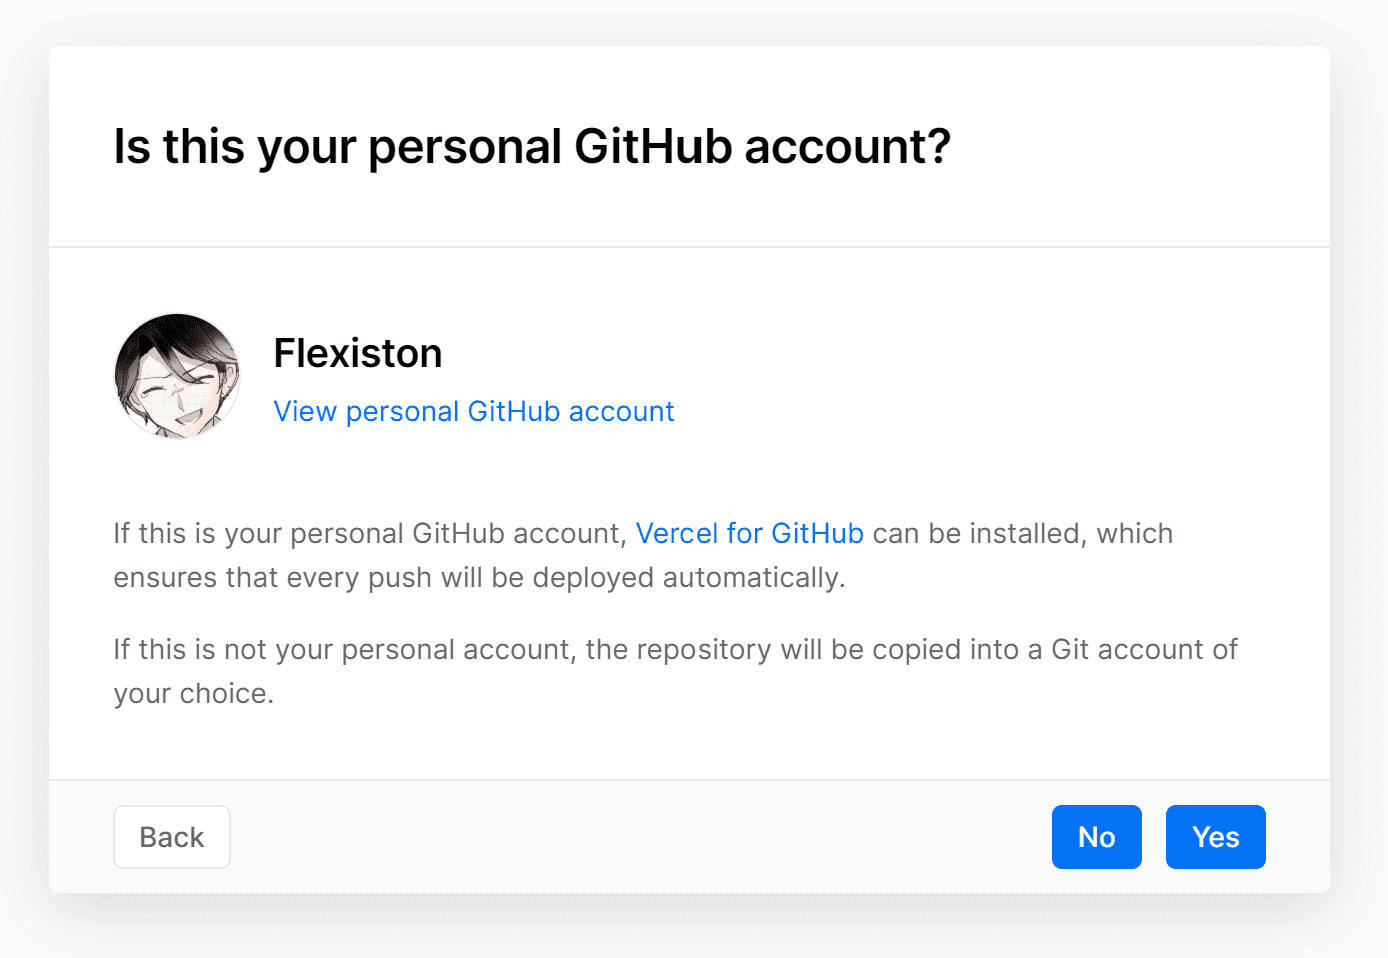 Is this your personal GitHub account?
Flexiston
View personal GitHub account
If this is your personal GitHub account, Vercel for GitHub can be installed, which
ensures that every push will be deployed automatically.
If this is not your personal account, the repository will be copied into a Git account of
your choice.
Back
No
Yes